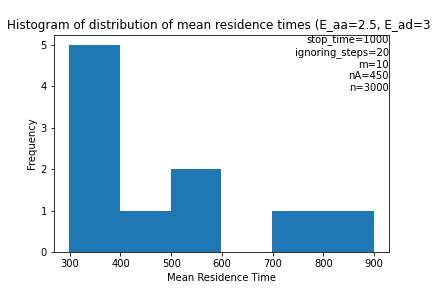 Histogram of distribution of mean residence times (E_aa=2.5, E_ad=3
stop_time=1000
ignoring_steps=20
m=10
nA=450
n=3000
5
4
3
2
1
0
Frequency
300 400 500 600 700 800 900
Mean Residence Time